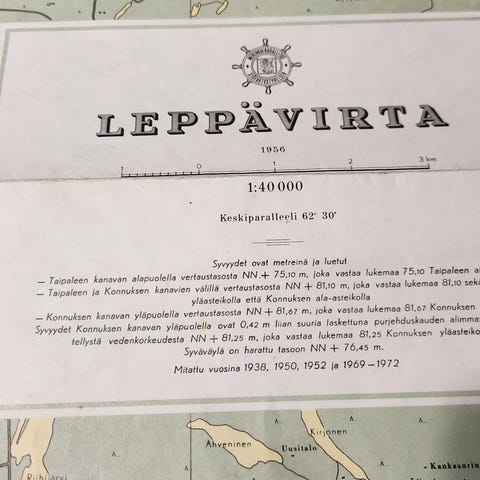 LEPPÄVIRTA
1956
1 0 1 2 3 km
1:40 000
Keskiparalleeli 62° 30'
Syvyydet ovat metreinä ja luetut
— Taipaleen kanavan alapuolella vertaustasosta NN + 75,10 m, joka vastaa lukemaa 75,10 Taipaleen al
— Taipaleen ja Konnuksen kanavien välillä vertaustasosta NN + 81,10 m, joka vastaa lukemaa 81,10 sekä
yläasteikolla että Konnuksen ala-asteikolla
— Konnuksen kanavan yläpuolella vertaustasosta NN + 81,67 m, joka vastaa lukemaa 81,67 Konnuksen
Syvyydet Konnuksen kanavan yläpuolella ovat 0,42 m liian suuria laskettuna purjehduskauden alimmas
tellystä vedenkorkeudesta NN + 81,25 m, joka vastaa lukemaa 81,25 Konnuksen yläasteiko
Syväväylä on harattu tasoon NN + 76,45 m.
Mitattu vuosina 1938, 1950, 1952 ja 1969–1972
Ahveninen
Kirjonen
Uusitalo
Kankaanrin
Riihijärvi